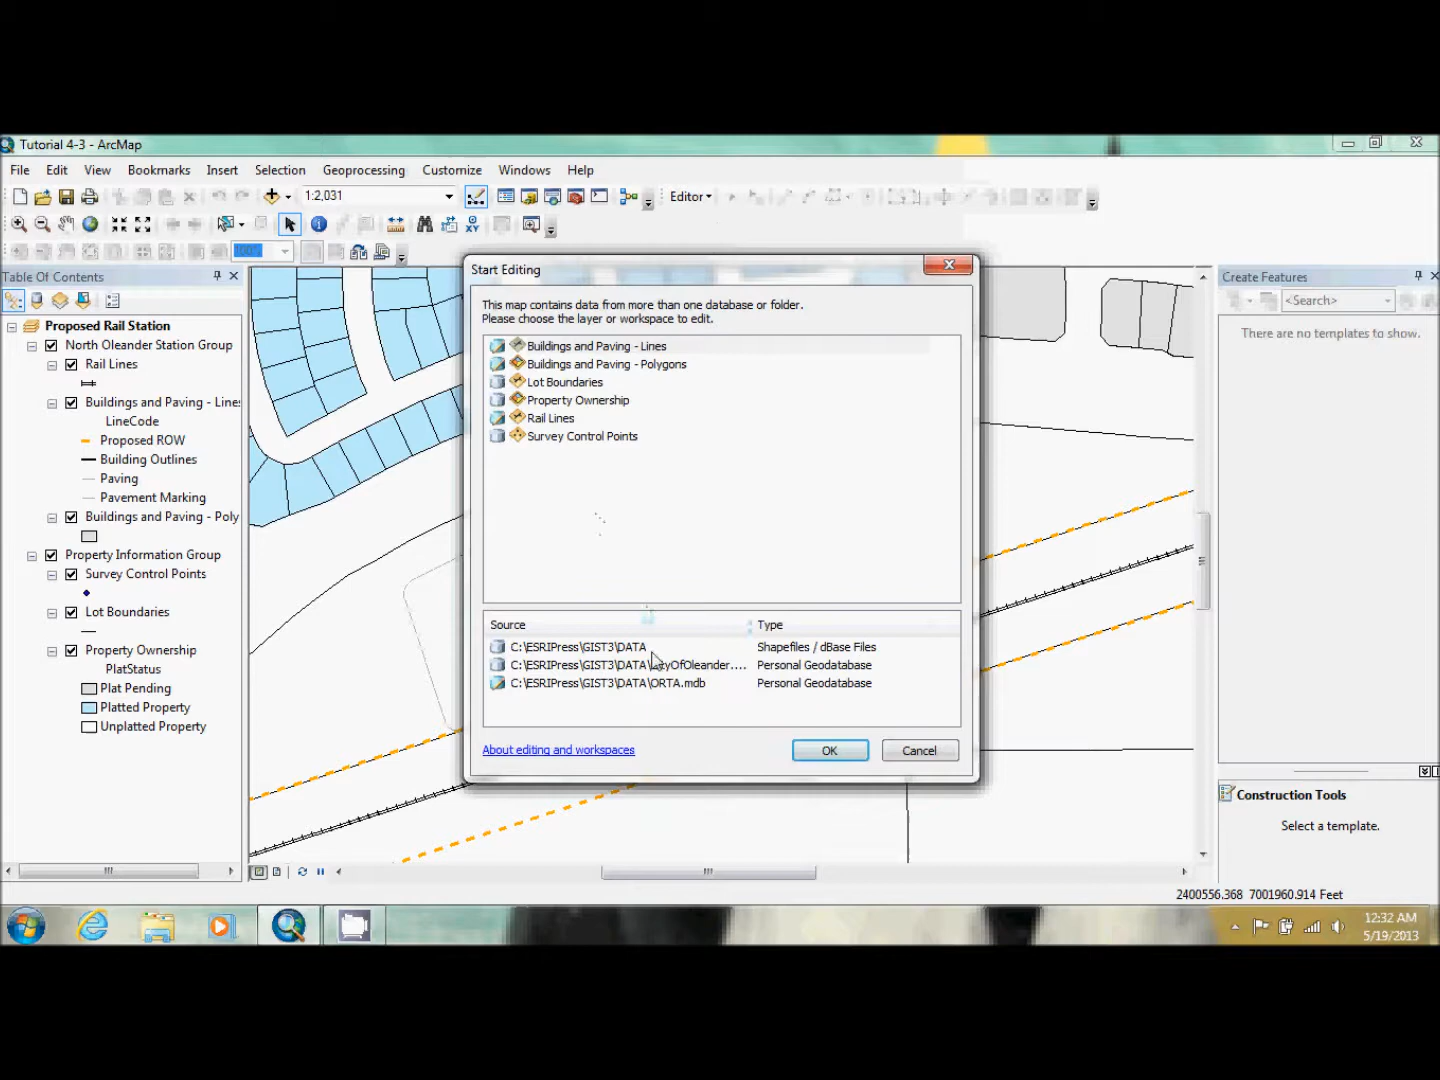 Tutorial 4-3 - ArcMap
File Edit View Bookmarks Insert Selection Geoprocessing Customize Windows Help
1:2,031
Editor
100%
Table Of Contents
Proposed Rail Station
North Oleander Station Group
Rail Lines
Buildings and Paving - Line
LineCode
Proposed ROW
Building Outlines
Paving
Pavement Marking
Buildings and Paving - Poly
Property Information Group
Survey Control Points
Lot Boundaries
Property Ownership
PlatStatus
Plat Pending
Platted Property
Unplatted Property
Start Editing
This map contains data from more than one database or folder.
Please choose the layer or workspace to edit.
Buildings and Paving - Lines
Buildings and Paving - Polygons
Lot Boundaries
Property Ownership
Rail Lines
Survey Control Points
Source Type
C:\ESRIPress\GIST3\DATA Shapefiles / dBase Files
C:\ESRIPress\GIST3\DATA\ yOfOleander.... Personal Geodatabase
C:\ESRIPress\GIST3\DATA\ORTA.mdb Personal Geodatabase
About editing and workspaces
OK
Cancel
Create Features
<Search>
There are no templates to show.
Construction Tools
Select a template.
2400556.368 7001960.914 Feet
12:32 AM
5/19/2013